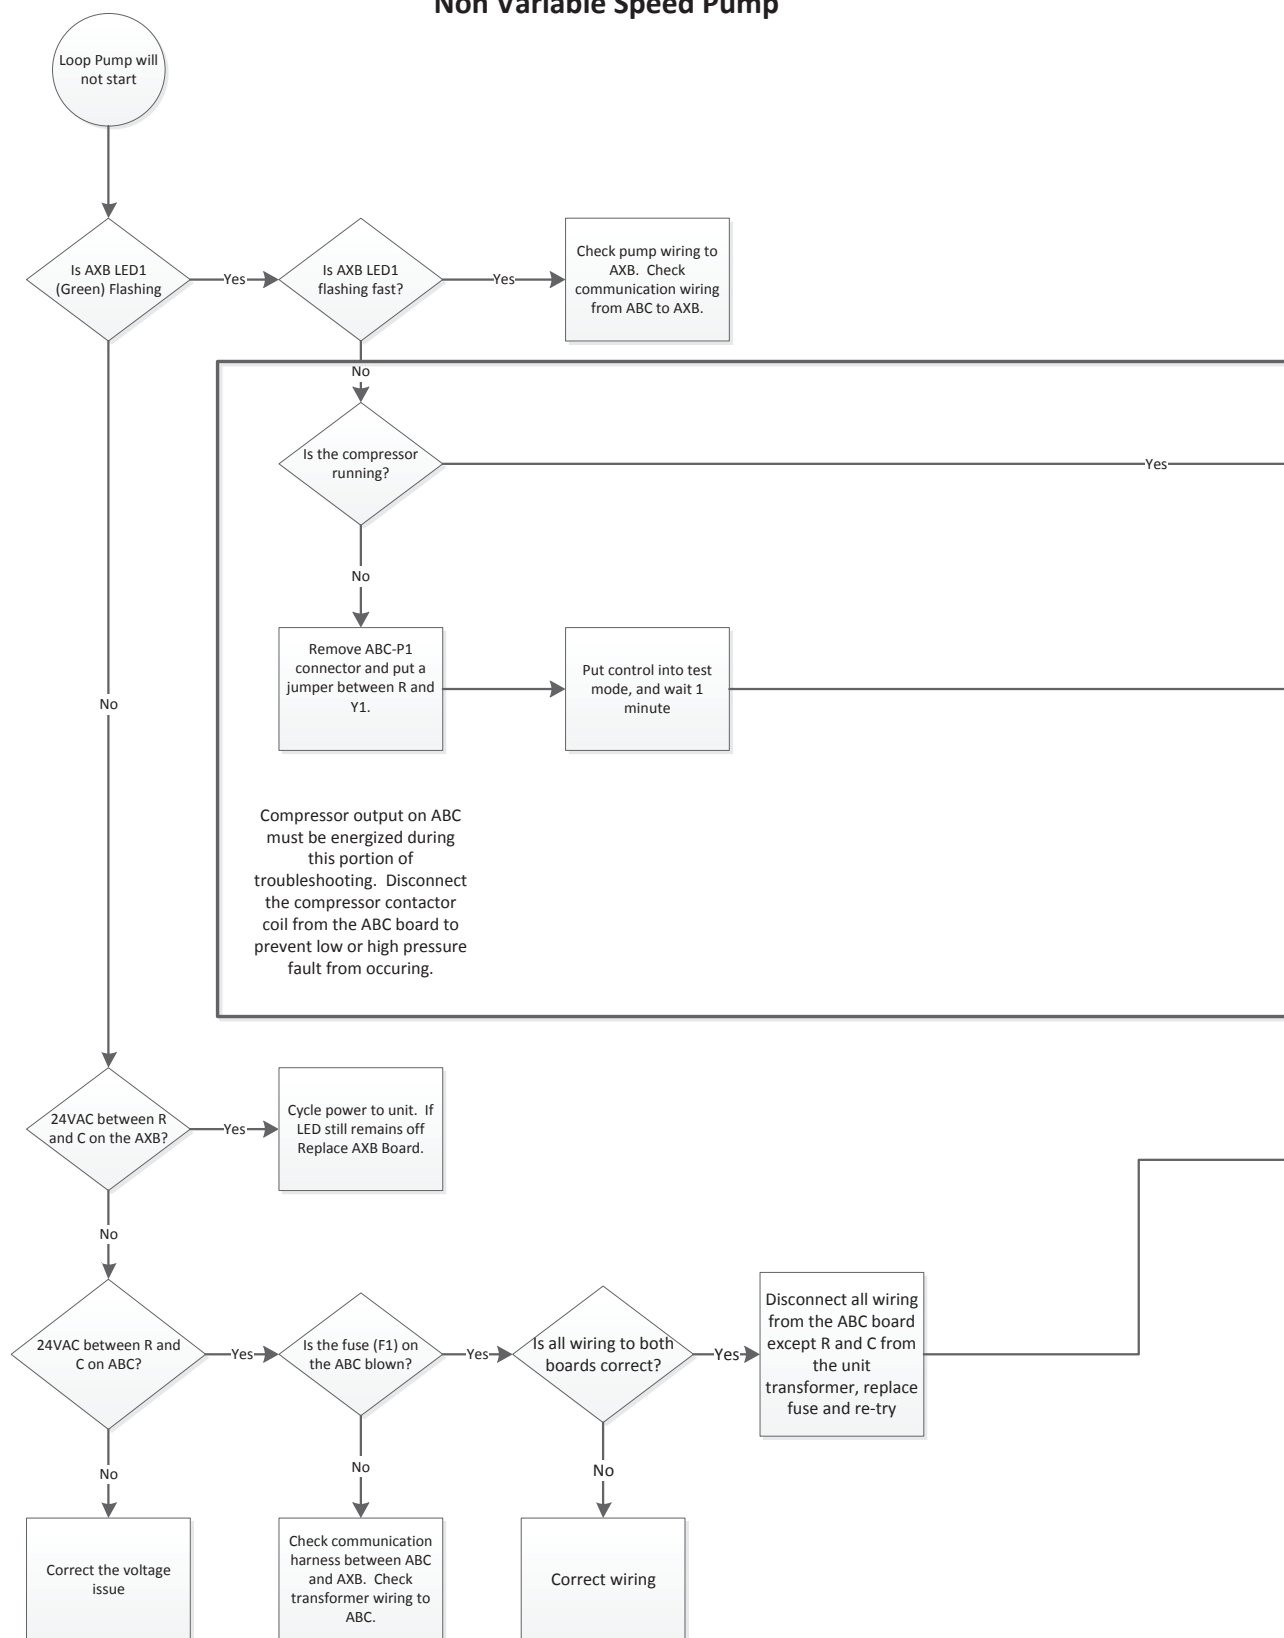 Non Variable Speed Pump
Loop Pump will
not start
Is AXB LED1
(Green) Flashing
Yes
Is AXB LED1
flashing fast?
Yes
Check pump wiring to
AXB. Check
communication wiring
from ABC to AXB.
No
Is the compressor
running?
Yes
No
Remove ABC-P1
connector and put a
jumper between R and
Y1.
Put control into test
mode, and wait 1
minute
No
Compressor output on ABC
must be energized during
this portion of
troubleshooting. Disconnect
the compressor contactor
coil from the ABC board to
prevent low or high pressure
fault from occuring.
24VAC between R
and C on the AXB?
Yes
Cycle power to unit. If
LED still remains off
Replace AXB Board.
No
24VAC between R and
C on ABC?
Yes
Is the fuse (F1) on
the ABC blown?
Yes
Is all wiring to both
boards correct?
Yes
Disconnect all wiring
from the ABC board
except R and C from
the unit
transformer, replace
fuse and re-try
No
No
No
Correct the voltage
issue
Check communication
harness between ABC
and AXB. Check
transformer wiring to
ABC.
Correct wiring